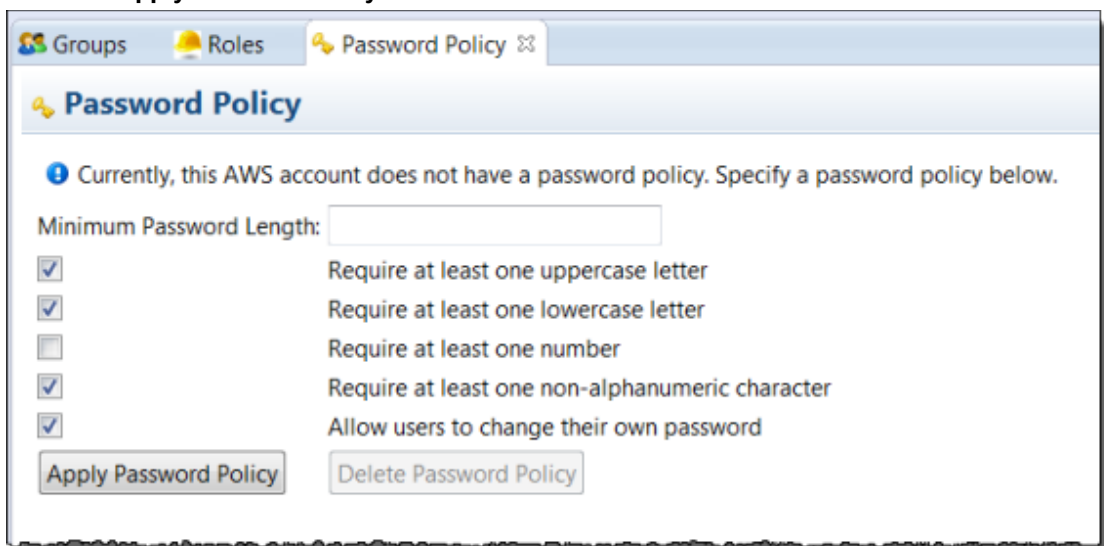 Groups Roles Password Policy
Password Policy
Currently, this AWS account does not have a password policy. Specify a password policy below.
Minimum Password Length:
Require at least one uppercase letter
Require at least one lowercase letter
Require at least one number
Require at least one non-alphanumeric character
Allow users to change their own password
Apply Password Policy Delete Password Policy